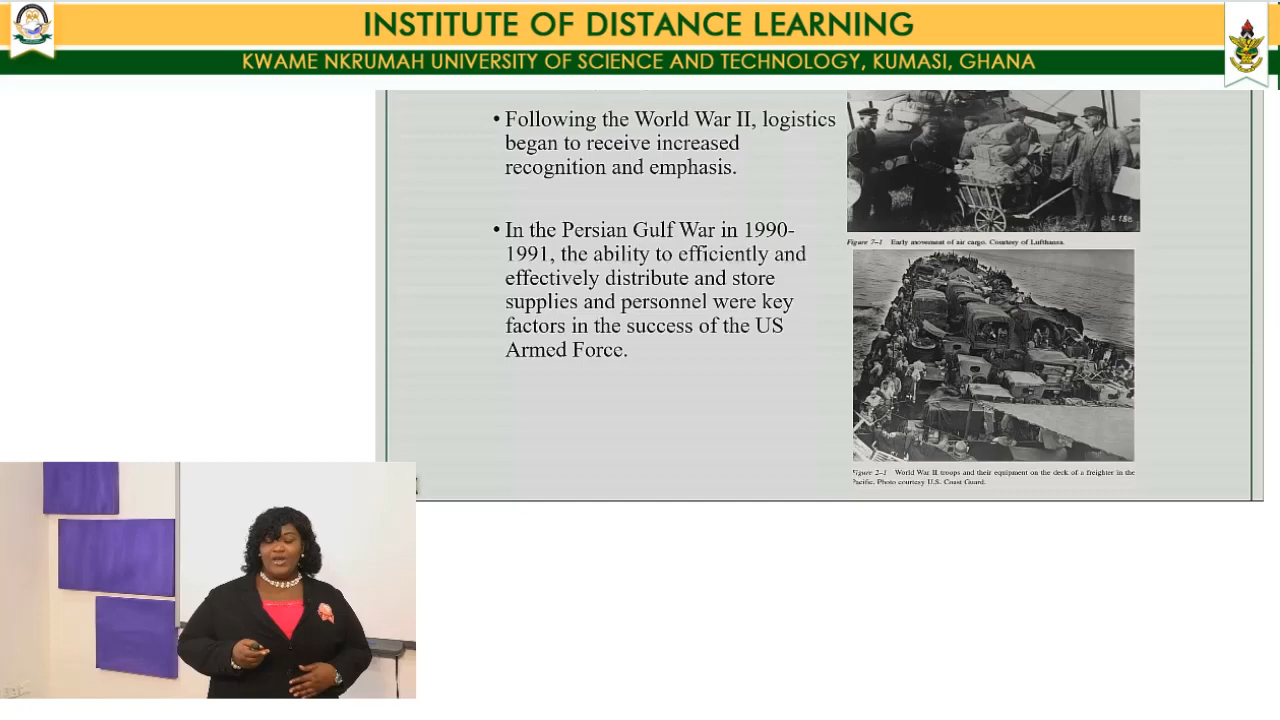 INSTITUTE OF DISTANCE LEARNING
KWAME NKRUMAH UNIVERSITY OF SCIENCE AND TECHNOLOGY, KUMASI, GHANA
• Following the World War II, logistics
began to receive increased
recognition and emphasis.
• In the Persian Gulf War in 1990-
1991, the ability to efficiently and
effectively distribute and store
supplies and personnel were key
factors in the success of the US
Armed Force.
Figure 7–1 Early movement of air cargo. Courtesy of Lufthansa.
Figure 2–1 World War II troops and their equipment on the deck of a freighter in the
Pacific. Photo courtesy U.S. Coast Guard.